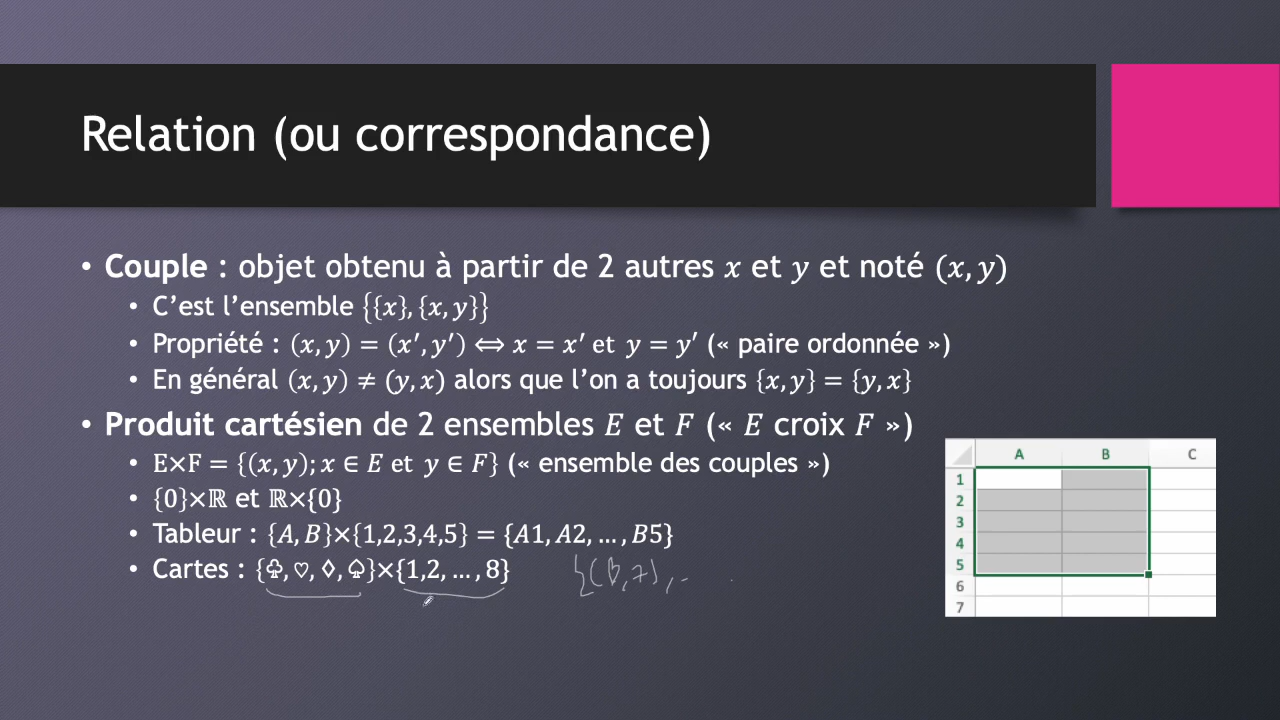 Relation (ou correspondance)
• Couple : objet obtenu à partir de 2 autres x et y et noté (x, y)
• C’est l’ensemble {{x}, {x, y}}
• Propriété : (x, y) = (x′, y′) ⟺ x = x′ et y = y′ (« paire ordonnée »)
• En général (x, y) ≠ (y, x) alors que l’on a toujours {x, y} = {y, x}
• Produit cartésien de 2 ensembles E et F (« E croix F »)
• E×F = {(x, y); x ∈ E et y ∈ F} (« ensemble des couples »)
• {0}×ℝ et ℝ×{0}
• Tableur : {A, B}×{1,2,3,4,5} = {A1, A2, … , B5}
• Cartes : {♧, ♡, ♢, ♤}×{1,2, … , 8}
A B C
1
2
3
4
5
6
7